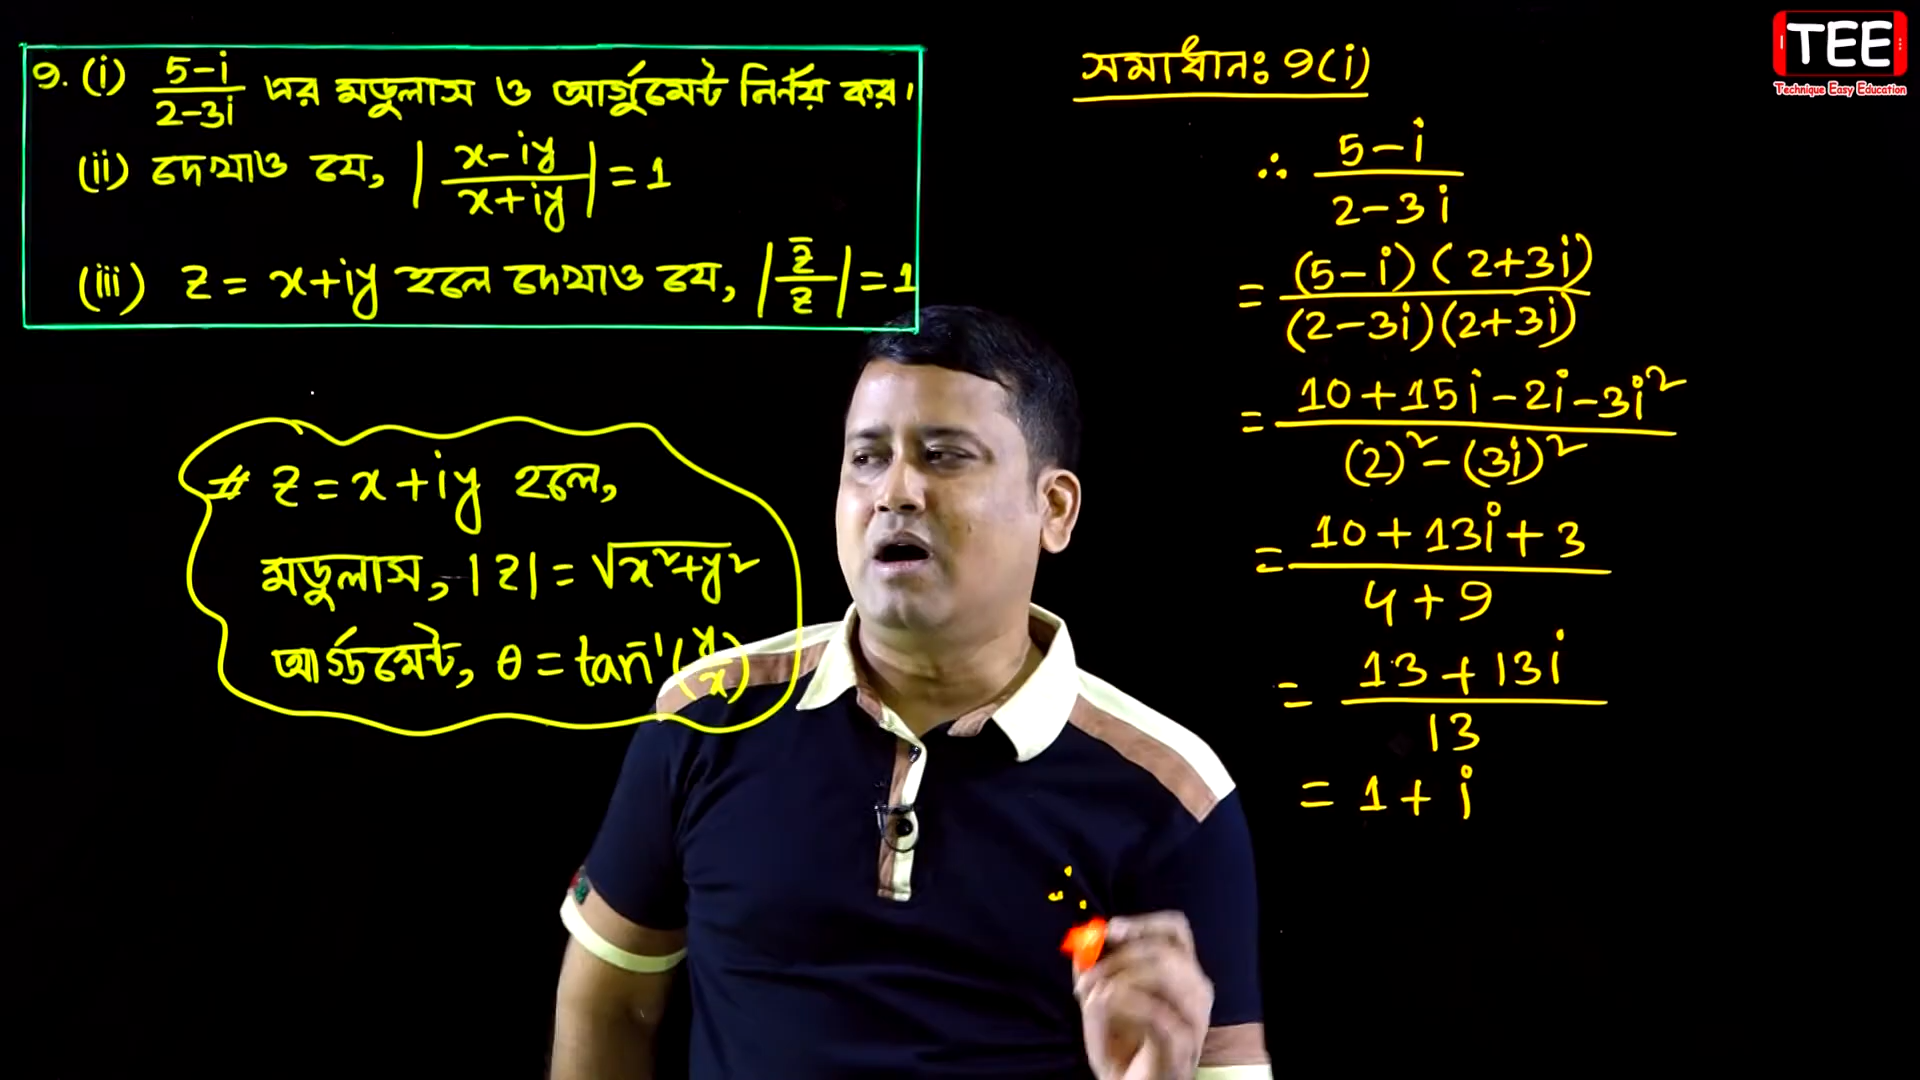 9. (i) 5-i / 2-3i এর মডুলাস ও আর্গুমেন্ট নির্ণয় কর।
(ii) দেখাও যে, | x-iy / x+iy | = 1
(iii) z = x+iy হলে দেখাও যে, | z̄ / z | = 1
# z = x+iy হলে,
মডুলাস, |z| = √x²+y²
আর্গুমেন্ট, θ = tan⁻¹(y/x)
TEE
Technique Easy Education
সমাধানঃ 9(i)
∴ 5-i / 2-3i
= (5-i)(2+3i) / (2-3i)(2+3i)
= 10+15i-2i-3i² / (2)²-(3i)²
= 10+13i+3 / 4+9
= 13+13i / 13
= 1+i
∴